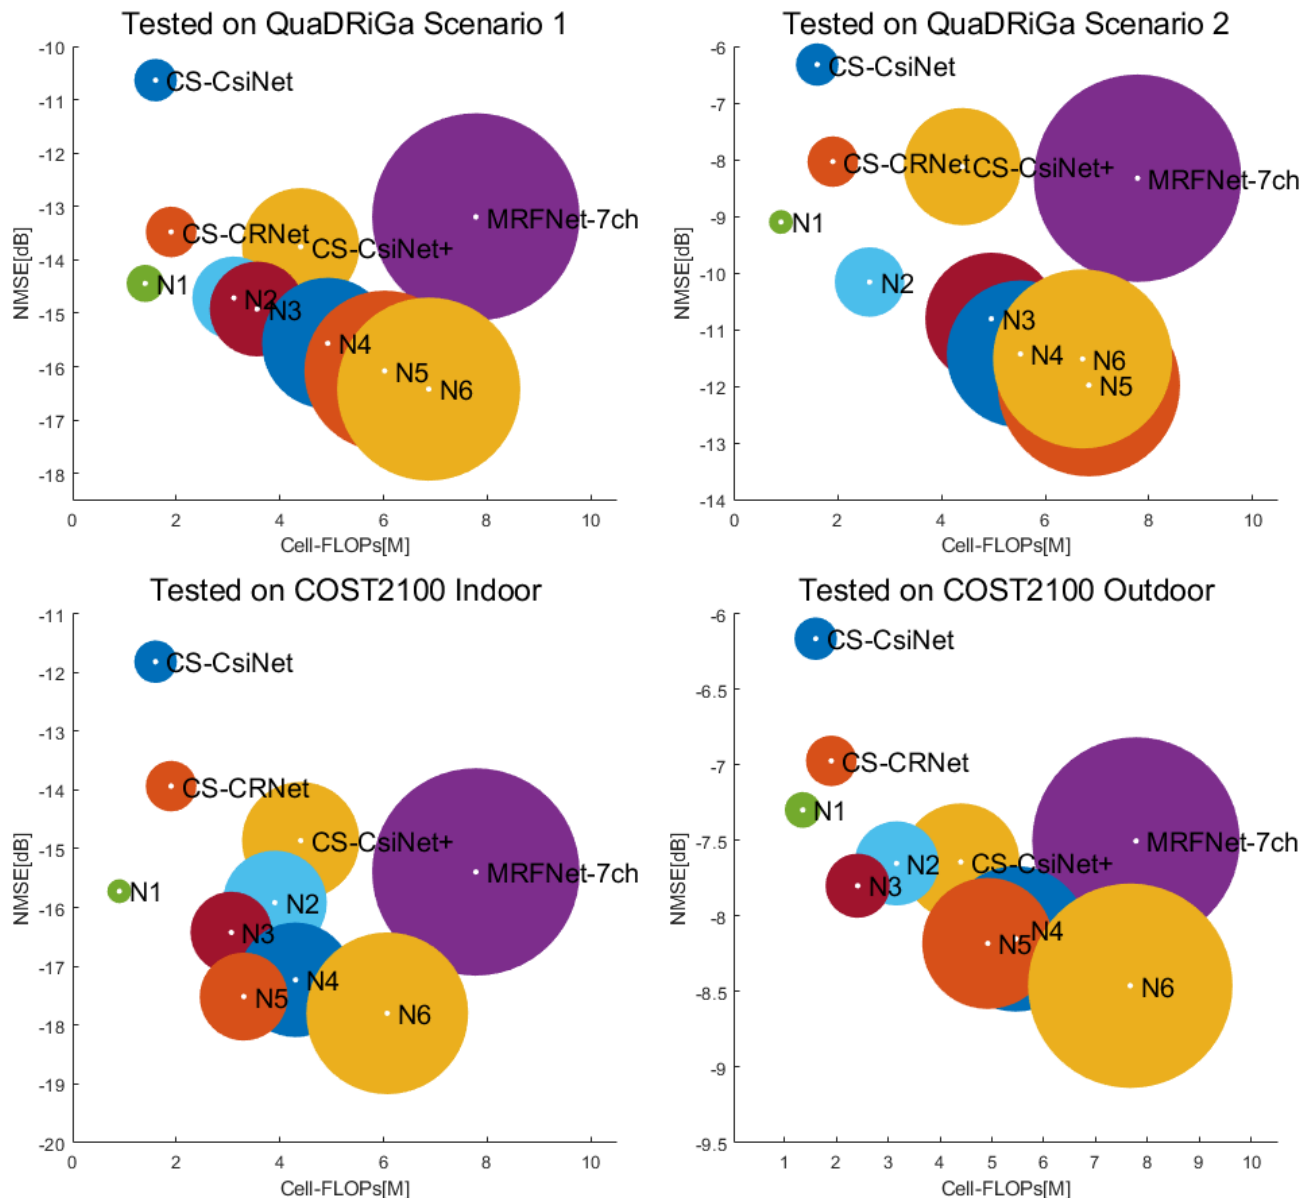 Tested on QuaDRiGa Scenario 1
-10
-11
-12
-13
-14
-15
-16
-17
-18
NMSE[dB]
CS-CsiNet
CS-CRNet
CS-CsiNet+
MRFNet-7ch
N1
N2
N3
N4
N5
N6
0 2 4 6 8 10
Cell-FLOPs[M]
Tested on QuaDRiGa Scenario 2
-6
-7
-8
-9
-10
-11
-12
-13
-14
NMSE[dB]
CS-CsiNet
CS-CRNet
CS-CsiNet+
MRFNet-7ch
N1
N2
N3
N4
N6
N5
0 2 4 6 8 10
Cell-FLOPs[M]
Tested on COST2100 Indoor
-11
-12
-13
-14
-15
-16
-17
-18
-19
-20
NMSE[dB]
CS-CsiNet
CS-CRNet
CS-CsiNet+
MRFNet-7ch
N1
N2
N3
N4
N5
N6
0 2 4 6 8 10
Cell-FLOPs[M]
Tested on COST2100 Outdoor
-6
-6.5
-7
-7.5
-8
-8.5
-9
-9.5
NMSE[dB]
CS-CsiNet
CS-CRNet
N1
MRFNet-7ch
N2
CS-CsiNet+
N3
N4
N5
N6
1 2 3 4 5 6 7 8 9 10
Cell-FLOPs[M]